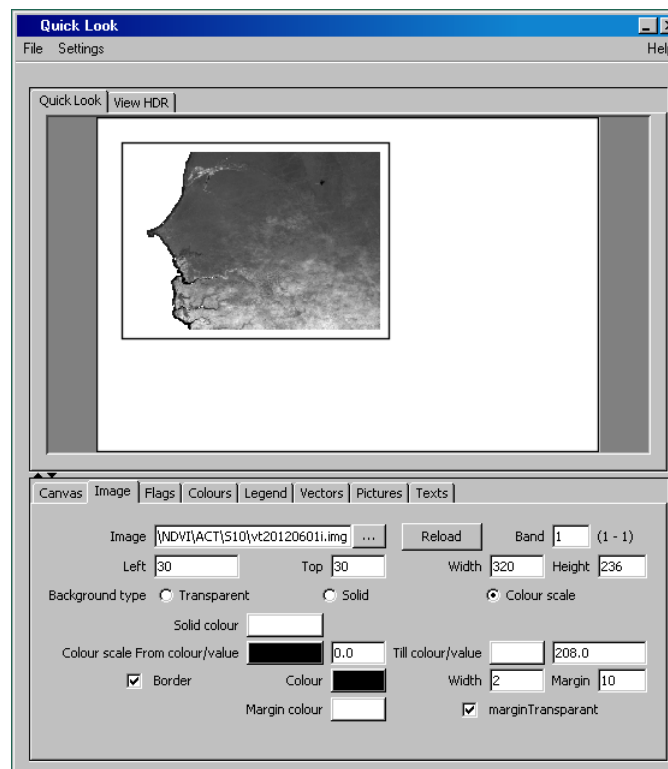 Quick Look
File Settings Help
Quick Look View HDR
Canvas Image Flags Colours Legend Vectors Pictures Texts
Image \NDVI\ACT\S10\vt20120601i.img ... Reload Band 1 (1 - 1)
Left 30 Top 30 Width 320 Height 236
Background type Transparent Solid Colour scale
Solid colour
Colour scale From colour/value 0.0 Till colour/value 208.0
Border Colour Width 2 Margin 10
Margin colour marginTransparant